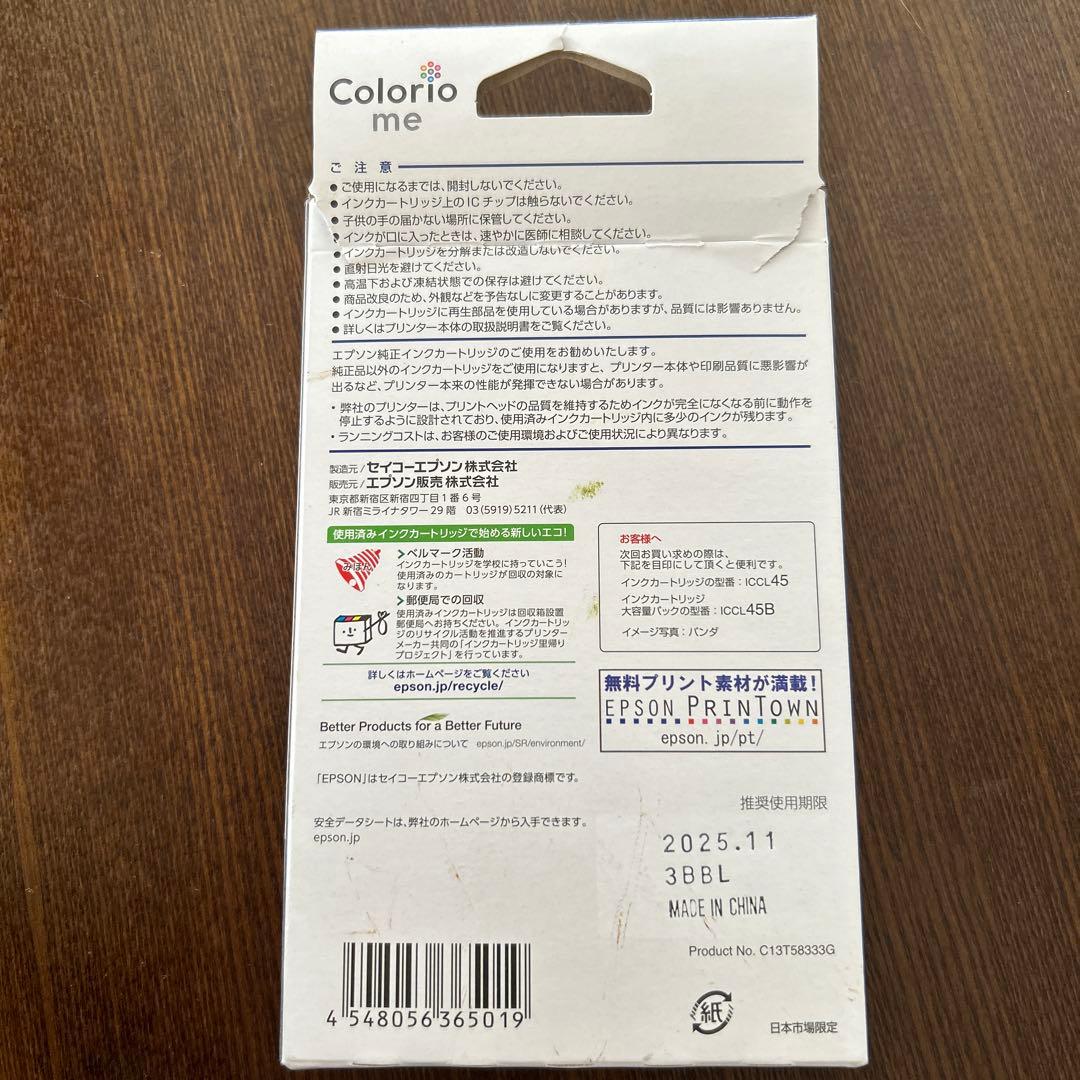 Colorio
me
ご注意
●ご使用になるまでは、開封しないでください。
●インクカートリッジ上のICチップは触らないでください。
●子供の手の届かない場所に保管してください。
●インクが口に入ったときは、速やかに医師に相談してください。
●インクカートリッジを分解または改造しないでください。
●直射日光を避けてください。
●高温下および凍結状態での保存は避けてください。
●商品改良のため、外観などを予告なしに変更することがあります。
●インクカートリッジに再生部品を使用している場合がありますが、品質には影響ありません。
●詳しくはプリンター本体の取扱説明書をご覧ください。
エプソン純正インクカートリッジのご使用をお勧めいたします。
純正品以外のインクカートリッジをご使用になりますと、プリンター本体や印刷品質に悪影響が
出るなど、プリンター本来の性能が発揮できない場合があります。
・弊社のプリンターは、プリントヘッドの品質を維持するためインクが完全になくなる前に動作を
停止するように設計されており、使用済みインクカートリッジ内に多少のインクが残ります。
・ランニングコストは、お客様のご使用環境およびご使用状況により異なります。
製造元/セイコーエプソン株式会社
販売元/エプソン販売株式会社
東京都新宿区新宿四丁目1番6号
JR新宿ミライナタワー29階 03(5919)5211(代表)
使用済みインクカートリッジで始める新しいエコ!
みほん
ベルマーク活動
インクカートリッジを学校に持っていこう!
使用済みのカートリッジが回収の対象に
なります。
郵便局での回収
使用済みインクカートリッジは回収箱設置
郵便局へお持ちください。インクカートリッ
ジのリサイクル活動を推進するプリンター
メーカー共同の「インクカートリッジ里帰り
プロジェクト」を行っています。
詳しくはホームページをご覧ください
epson.jp/recycle/
お客様へ
次回お買い求めの際は、
下記を目印にして頂くと便利です。
インクカートリッジの型番:ICCL45
インクカートリッジ
大容量パックの型番:ICCL45B
イメージ写真:パンダ
無料プリント素材が満載!
EPSON PRINTOWN
epson.jp/pt/
Better Products for a Better Future
エプソンの環境への取り組みについて epson.jp/SR/environment/
「EPSON」はセイコーエプソン株式会社の登録商標です。
安全データシートは、弊社のホームページから入手できます。
epson.jp
推奨使用期限
2025.11
3BBL
MADE IN CHINA
Product No. C13T58333G
4 548056 365019
紙
日本市場限定